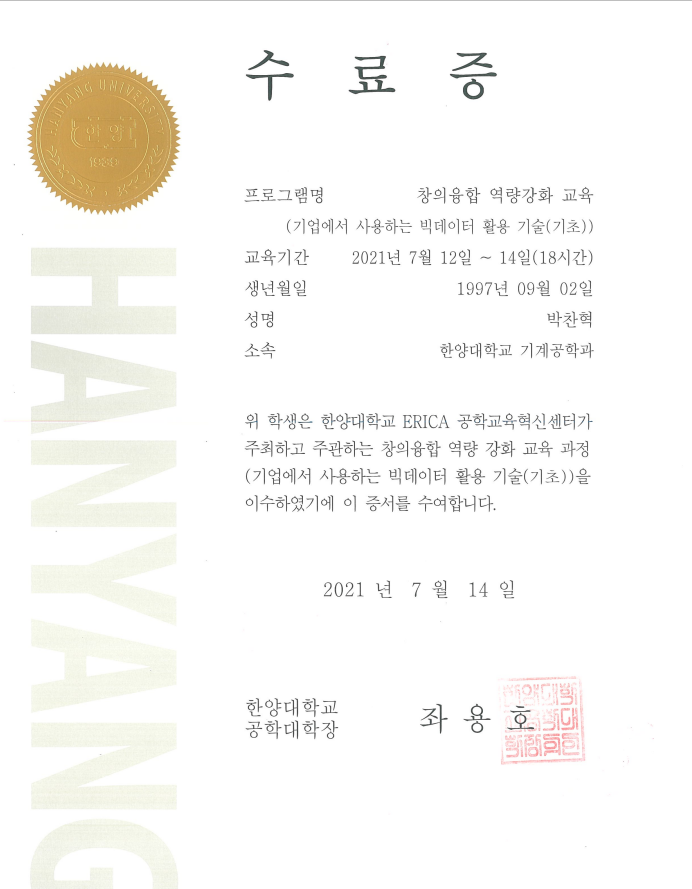 수 료 증
HANYANG UNIVERSITY
한양
1939
프로그램명 창의융합 역량강화 교육
(기업에서 사용하는 빅데이터 활용 기술(기초))
교육기간 2021년 7월 12일 ~ 14일(18시간)
생년월일 1997년 09월 02일
성명 박찬혁
소속 한양대학교 기계공학과
위 학생은 한양대학교 ERICA 공학교육혁신센터가
주최하고 주관하는 창의융합 역량 강화 교육 과정
(기업에서 사용하는 빅데이터 활용 기술(기초))을
이수하였기에 이 증서를 수여합니다.
2021 년 7 월 14 일
한양대학교
공학대학장 좌 용 호
HANYANG